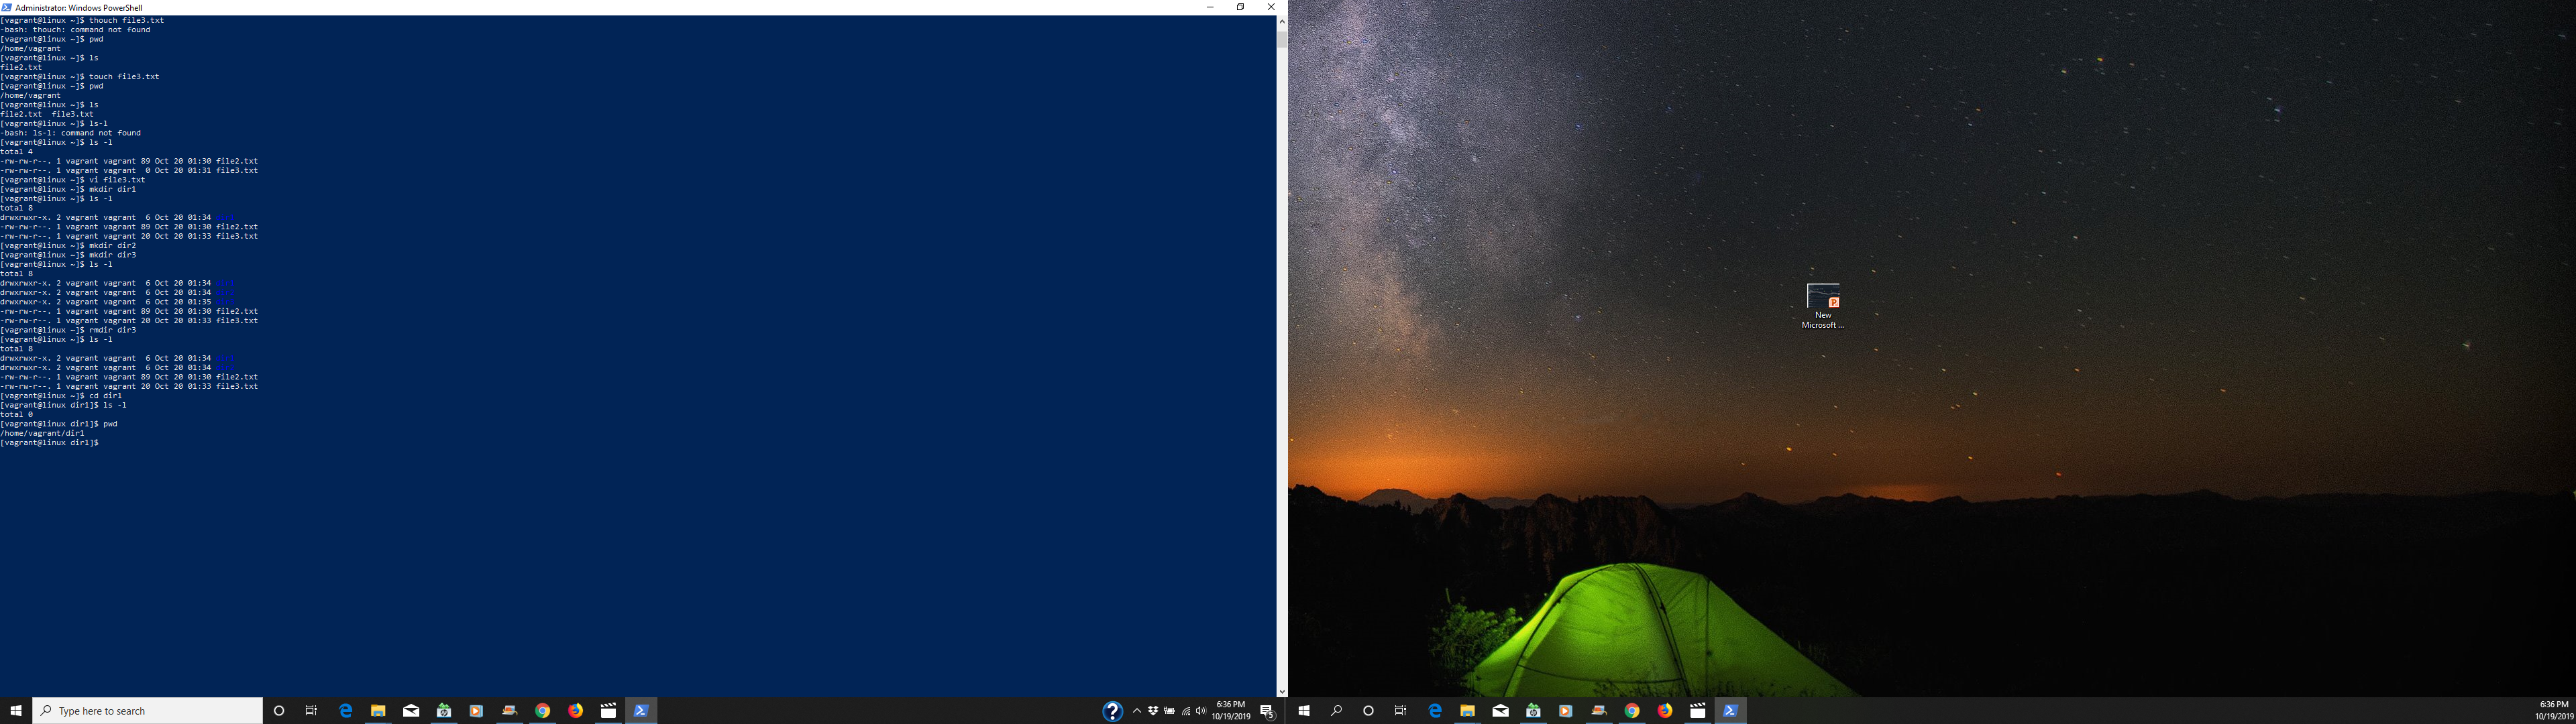 Administrator: Windows PowerShell
[vagrant@linux ~]$ thouch file3.txt
-bash: thouch: command not found
[vagrant@linux ~]$ pwd
/home/vagrant
[vagrant@linux ~]$ ls
file2.txt
[vagrant@linux ~]$ touch file3.txt
[vagrant@linux ~]$ pwd
/home/vagrant
[vagrant@linux ~]$ ls
file2.txt  file3.txt
[vagrant@linux ~]$ ls-l
-bash: ls-l: command not found
[vagrant@linux ~]$ ls -l
total 4
-rw-rw-r--. 1 vagrant vagrant 89 Oct 20 01:30 file2.txt
-rw-rw-r--. 1 vagrant vagrant  0 Oct 20 01:31 file3.txt
[vagrant@linux ~]$ vi file3.txt
[vagrant@linux ~]$ mkdir dir1
[vagrant@linux ~]$ ls -l
total 8
drwxrwxr-x. 2 vagrant vagrant  6 Oct 20 01:34
-rw-rw-r--. 1 vagrant vagrant 89 Oct 20 01:30 file2.txt
-rw-rw-r--. 1 vagrant vagrant 20 Oct 20 01:33 file3.txt
[vagrant@linux ~]$ mkdir dir2
[vagrant@linux ~]$ mkdir dir3
[vagrant@linux ~]$ ls -l
total 8
drwxrwxr-x. 2 vagrant vagrant  6 Oct 20 01:34
drwxrwxr-x. 2 vagrant vagrant  6 Oct 20 01:34
drwxrwxr-x. 2 vagrant vagrant  6 Oct 20 01:35
-rw-rw-r--. 1 vagrant vagrant 89 Oct 20 01:30 file2.txt
-rw-rw-r--. 1 vagrant vagrant 20 Oct 20 01:33 file3.txt
[vagrant@linux ~]$ rmdir dir3
[vagrant@linux ~]$ ls -l
total 8
drwxrwxr-x. 2 vagrant vagrant  6 Oct 20 01:34
drwxrwxr-x. 2 vagrant vagrant  6 Oct 20 01:34
-rw-rw-r--. 1 vagrant vagrant 89 Oct 20 01:30 file2.txt
-rw-rw-r--. 1 vagrant vagrant 20 Oct 20 01:33 file3.txt
[vagrant@linux ~]$ cd dir1
[vagrant@linux dir1]$ ls -l
total 0
[vagrant@linux dir1]$ pwd
/home/vagrant/dir1
[vagrant@linux dir1]$
New
Microsoft ...
Type here to search
6:36 PM
10/19/2019
5
6:36 PM
10/19/2019